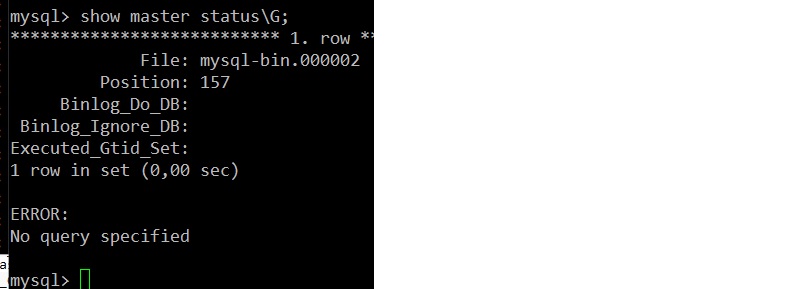 mysql> show master status\G;
*************************** 1. row **
File: mysql-bin.000002
Position: 157
Binlog_Do_DB:
Binlog_Ignore_DB:
Executed_Gtid_Set:
1 row in set (0,00 sec)
ERROR:
No query specified
mysql>